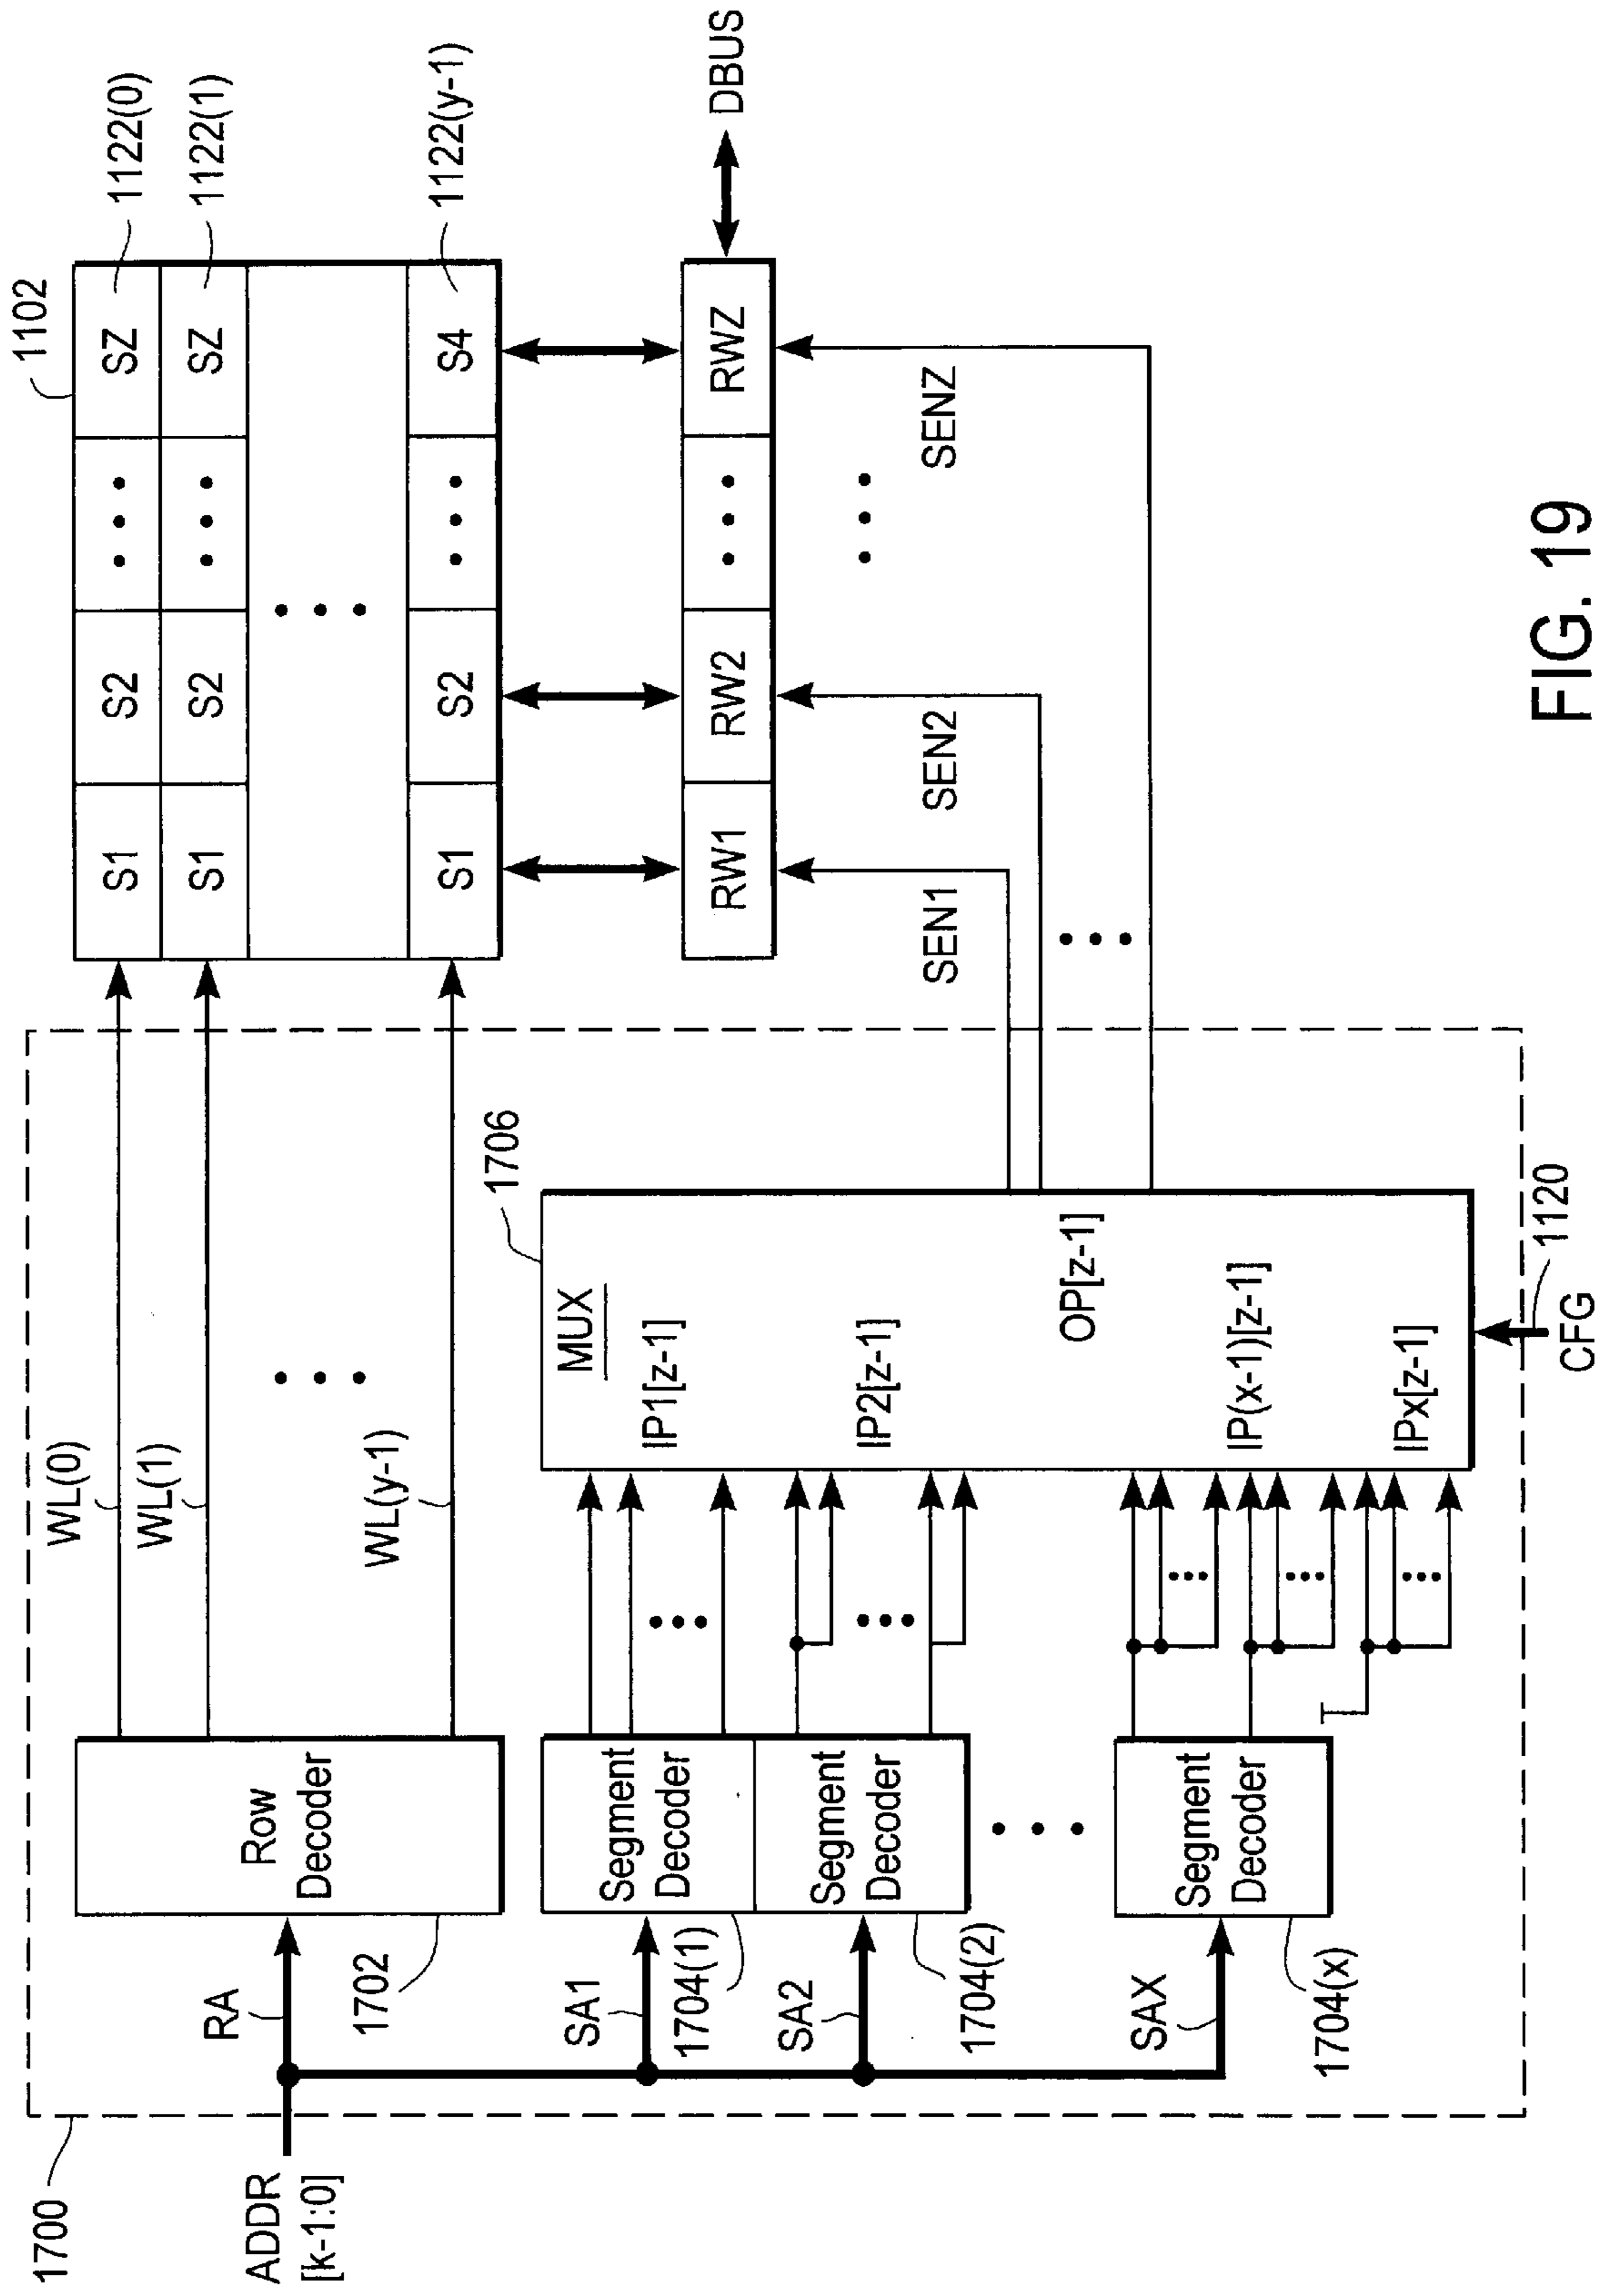 1700
ADDR
[k-1:0]
RA
1702
Row
Decoder
WL(0)
WL(1)
WL(y-1)
1102
S1 S2 SZ 1122(0)
S1 S2 SZ 1122(1)
S1 S2 S4 1122(y-1)
RW1 RW2 RWZ DBUS
SEN1 SEN2 SENZ
SA1
1704(1)
Segment
Decoder
SA2
1704(2)
Segment
Decoder
SAX
1704(x)
Segment
Decoder
1706
MUX
IP1[z-1]
IP2[z-1]
OP[z-1]
IP(x-1)[z-1]
IPx[z-1]
1120
CFG
FIG. 19